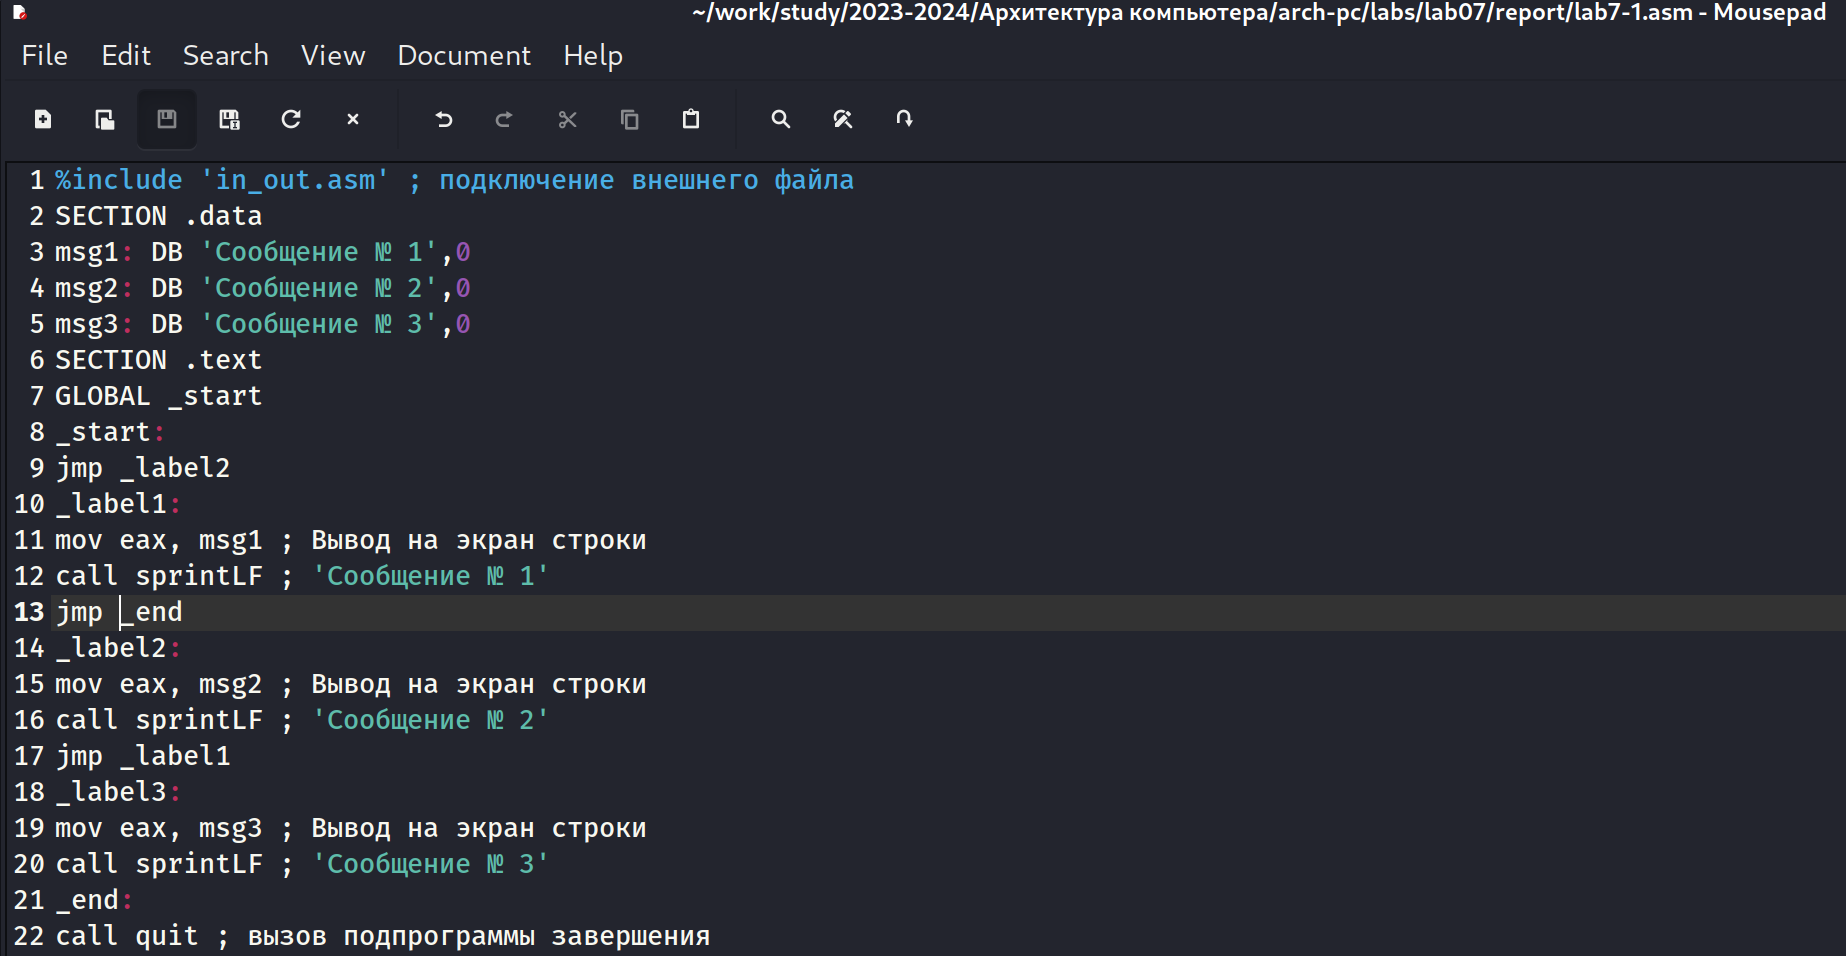 ~/work/study/2023-2024/Архитектура компьютера/arch-pc/labs/lab07/report/lab7-1.asm - Mousepad
File Edit Search View Document Help
1 %include 'in_out.asm' ; подключение внешнего файла
2 SECTION .data
3 msg1: DB 'Сообщение № 1',0
4 msg2: DB 'Сообщение № 2',0
5 msg3: DB 'Сообщение № 3',0
6 SECTION .text
7 GLOBAL _start
8 _start:
9 jmp _label2
10 _label1:
11 mov eax, msg1 ; Вывод на экран строки
12 call sprintLF ; 'Сообщение № 1'
13 jmp _end
14 _label2:
15 mov eax, msg2 ; Вывод на экран строки
16 call sprintLF ; 'Сообщение № 2'
17 jmp _label1
18 _label3:
19 mov eax, msg3 ; Вывод на экран строки
20 call sprintLF ; 'Сообщение № 3'
21 _end:
22 call quit ; вызов подпрограммы завершения